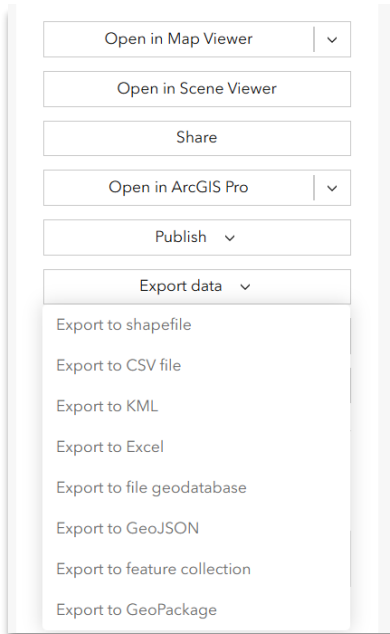 Open in Map Viewer
Open in Scene Viewer
Share
Open in ArcGIS Pro
Publish
Export data
Export to shapefile
Export to CSV file
Export to KML
Export to Excel
Export to file geodatabase
Export to GeoJSON
Export to feature collection
Export to GeoPackage